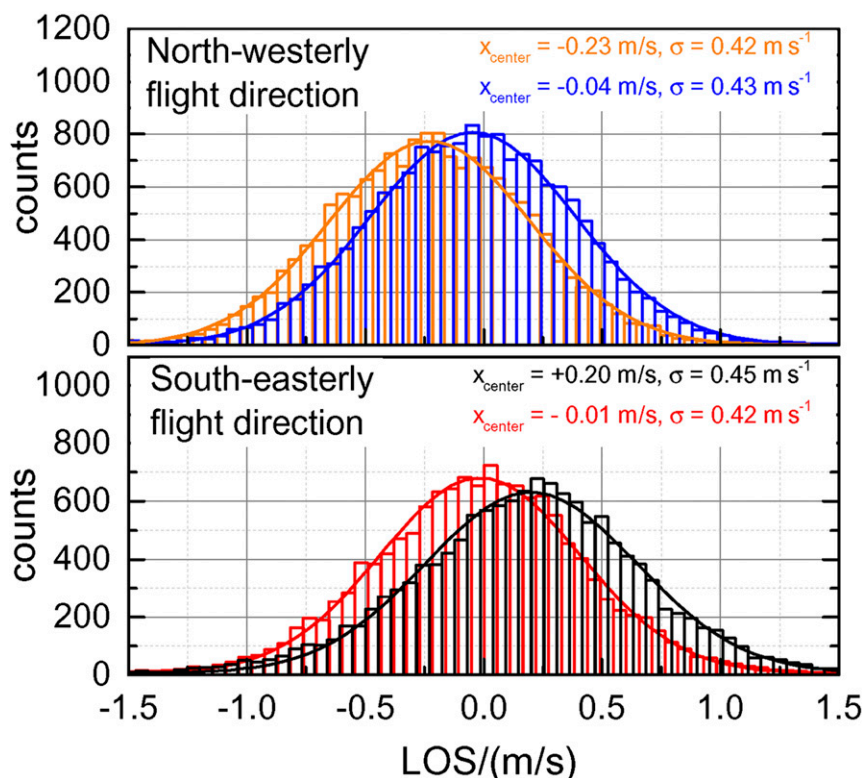 1200
1000
800
600
400
200
0
counts
North-westerly
flight direction
x_center = -0.23 m/s, σ = 0.42 m s⁻¹
x_center = -0.04 m/s, σ = 0.43 m s⁻¹
1000
800
600
400
200
0
counts
South-easterly
flight direction
x_center = +0.20 m/s, σ = 0.45 m s⁻¹
x_center = - 0.01 m/s, σ = 0.42 m s⁻¹
-1.5 -1.0 -0.5 0.0 0.5 1.0 1.5
LOS/(m/s)